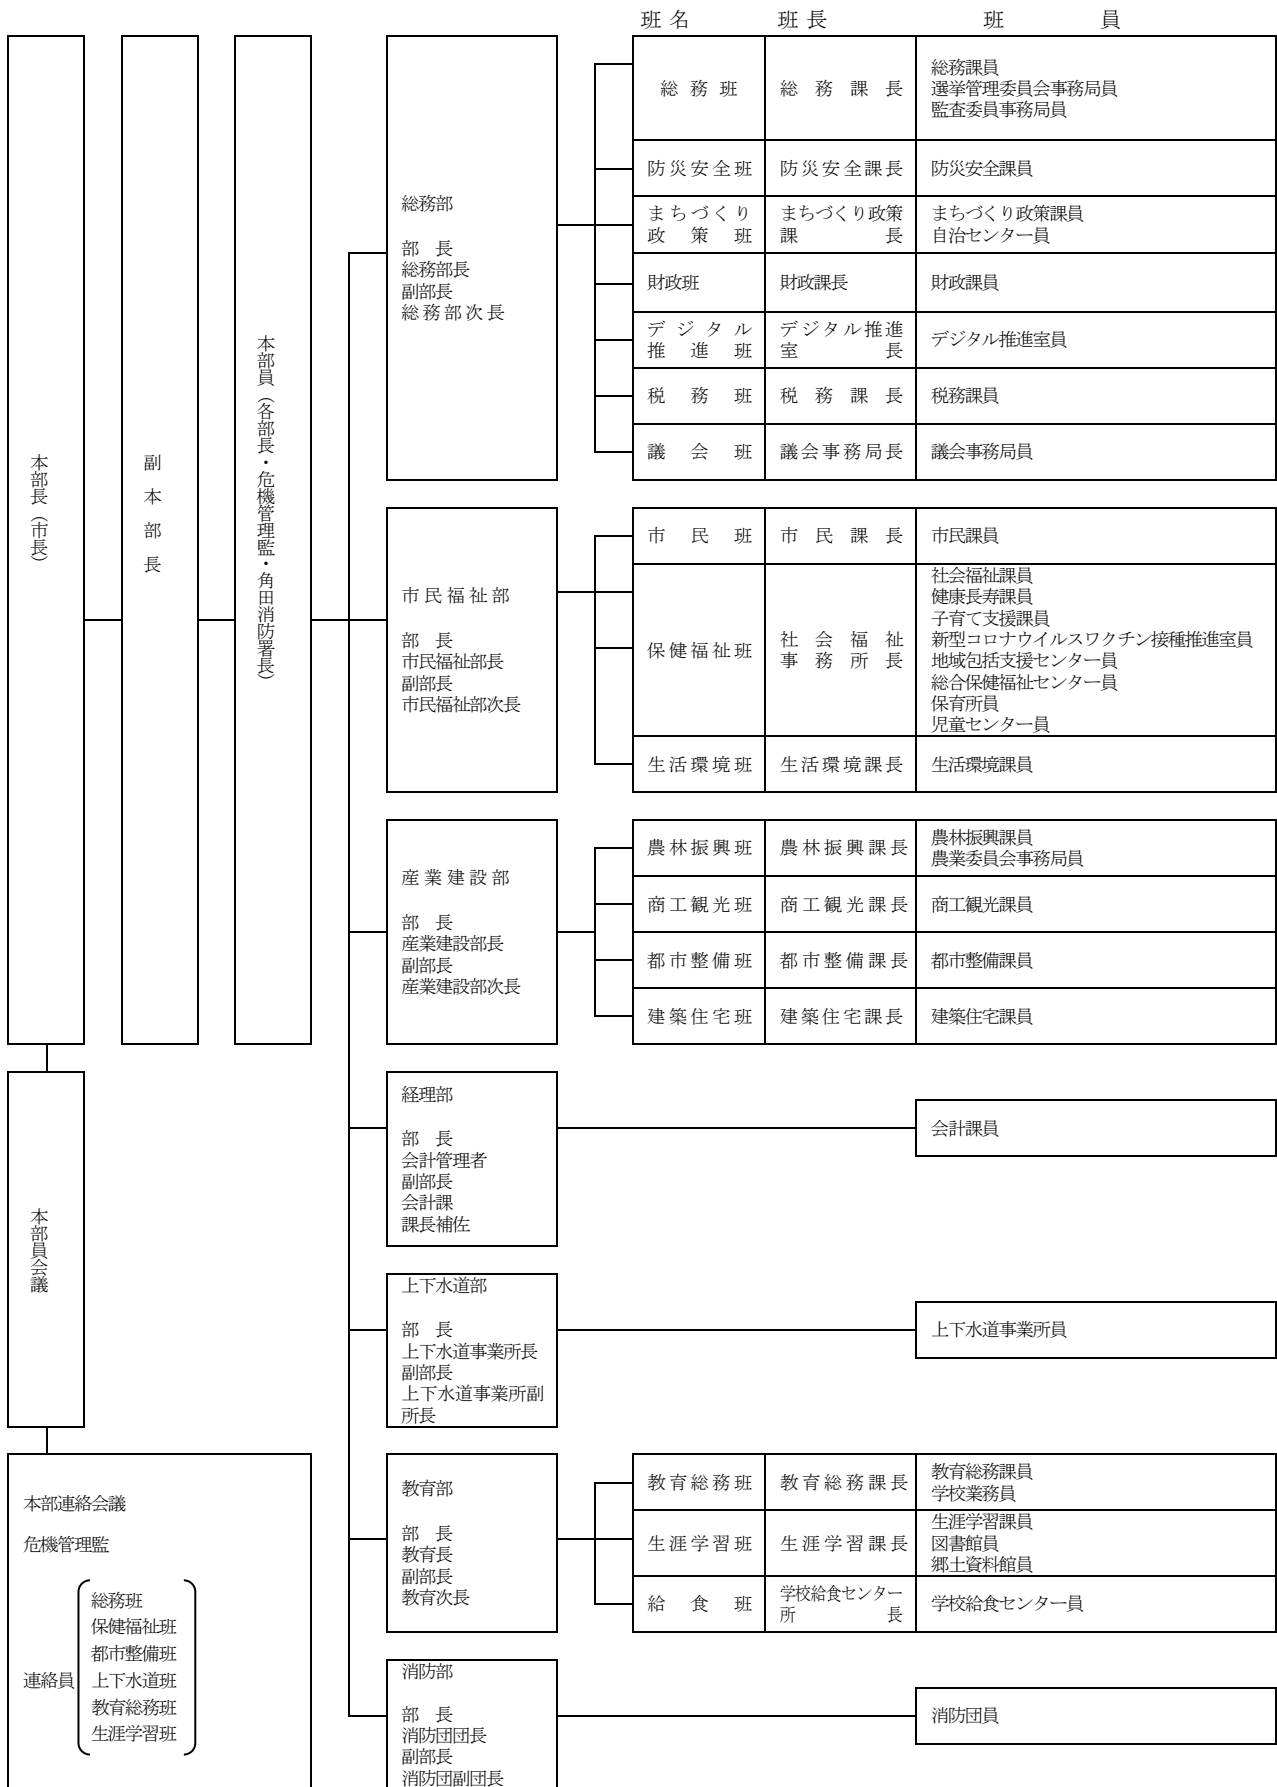 班名 班長 班員
本部長（市長）
副本部長
本部員（各部長・危機管理監・角田消防署長）
総務部
部　長
総務部長
副部長
総務部次長
総務班 総務課長 総務課員
選挙管理委員会事務局員
監査委員事務局員
防災安全班 防災安全課長 防災安全課員
まちづくり
政策班
まちづくり政策
課長
まちづくり政策課員
自治センター員
財政班 財政課長 財政課員
デジタル
推進班
デジタル推進
室長
デジタル推進室員
税務班 税務課長 税務課員
議会班 議会事務局長 議会事務局員
市民福祉部
部　長
市民福祉部長
副部長
市民福祉部次長
市民班 市民課長 市民課員
保健福祉班
社会福祉
事務所長
社会福祉課員
健康長寿課員
子育て支援課員
新型コロナウイルスワクチン接種推進室員
地域包括支援センター員
総合保健福祉センター員
保育所員
児童センター員
生活環境班 生活環境課長 生活環境課員
産業建設部
部　長
産業建設部長
副部長
産業建設部次長
農林振興班 農林振興課長 農林振興課員
農業委員会事務局員
商工観光班 商工観光課長 商工観光課員
都市整備班 都市整備課長 都市整備課員
建築住宅班 建築住宅課長 建築住宅課員
経理部
部　長
会計管理者
副部長
会計課
課長補佐
会計課員
本部員会議
上下水道部
部　長
上下水道事業所長
副部長
上下水道事業所副
所長
上下水道事業所員
教育部
部　長
教育長
副部長
教育次長
教育総務班 教育総務課長 教育総務課員
学校業務員
生涯学習班 生涯学習課長 生涯学習課員
図書館員
郷土資料館員
給食班
学校給食センター
所長
学校給食センター員
本部連絡会議
危機管理監
連絡員
総務班
保健福祉班
都市整備班
上下水道班
教育総務班
生涯学習班
消防部
部　長
消防団団長
副部長
消防団副団長
消防団員